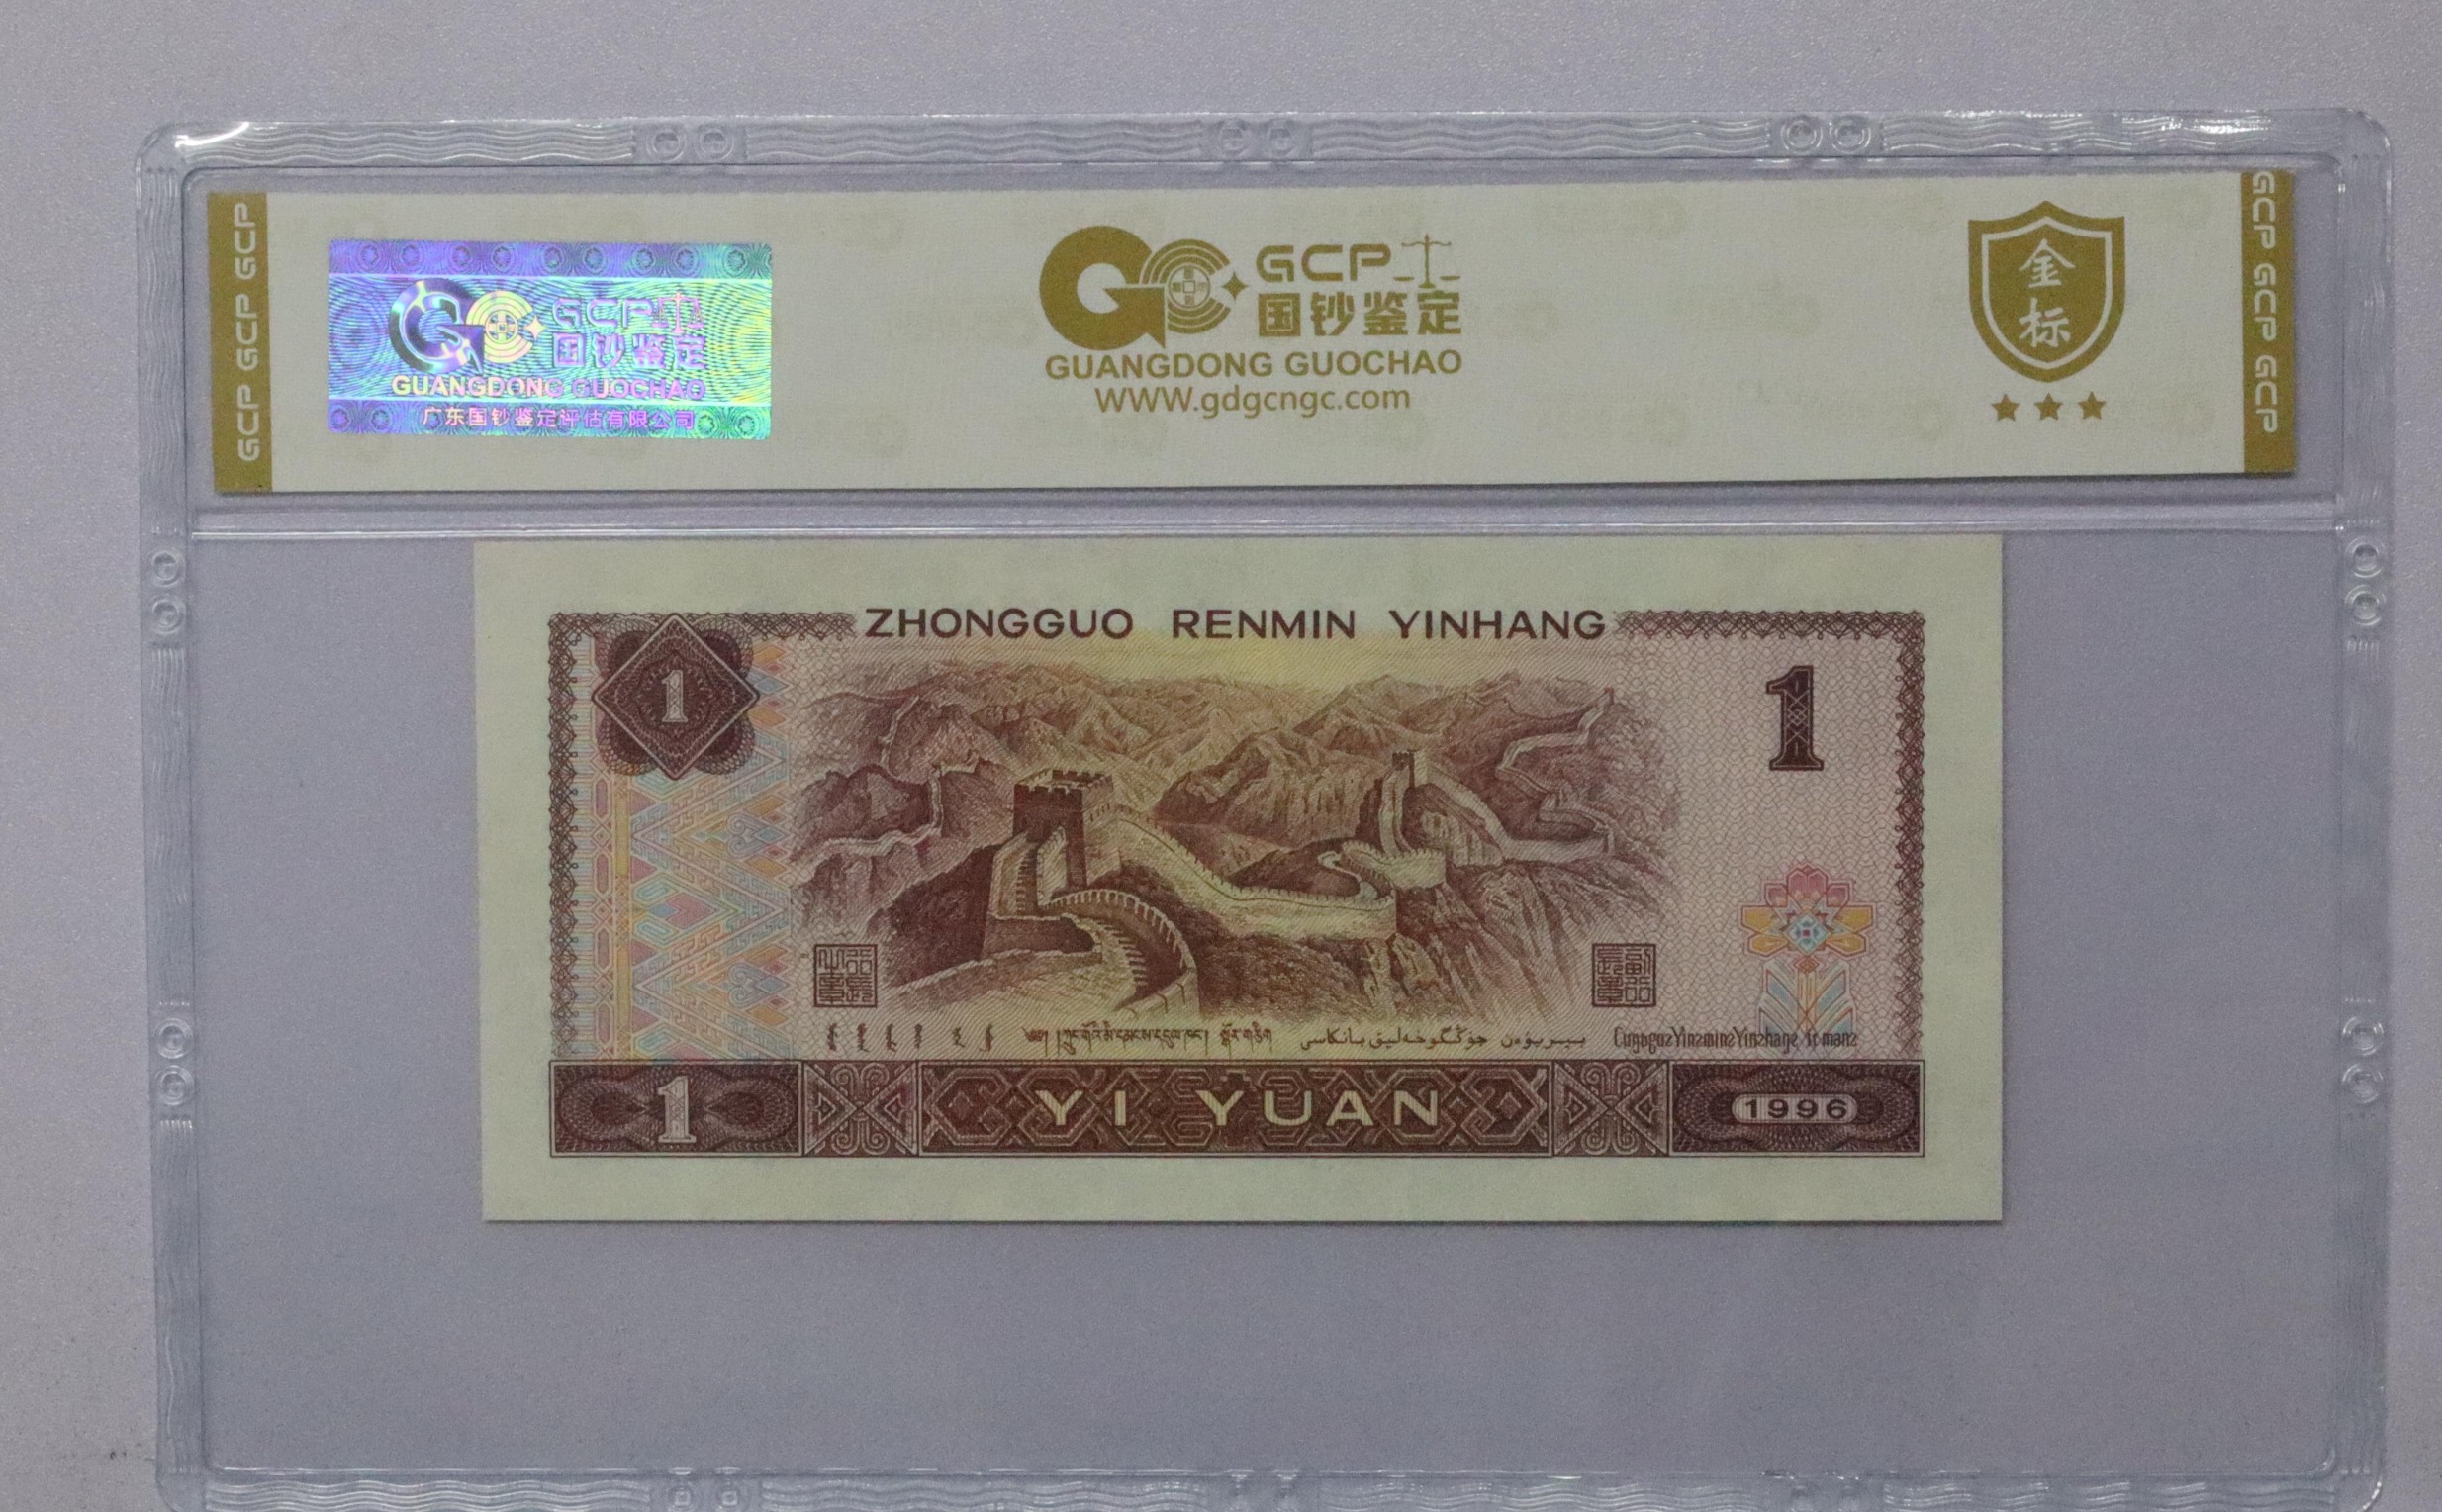 GCP GCP GCP
GCP
国钞鉴定
GUANGDONG GUOCHAO
广东国钞鉴定评估有限公司
GCP
国钞鉴定
GUANGDONG GUOCHAO
WWW.gdgcngc.com
金
标
GCP GCP GCP
ZHONGGUO RENMIN YINHANG
1
1
1
YI YUAN
1996